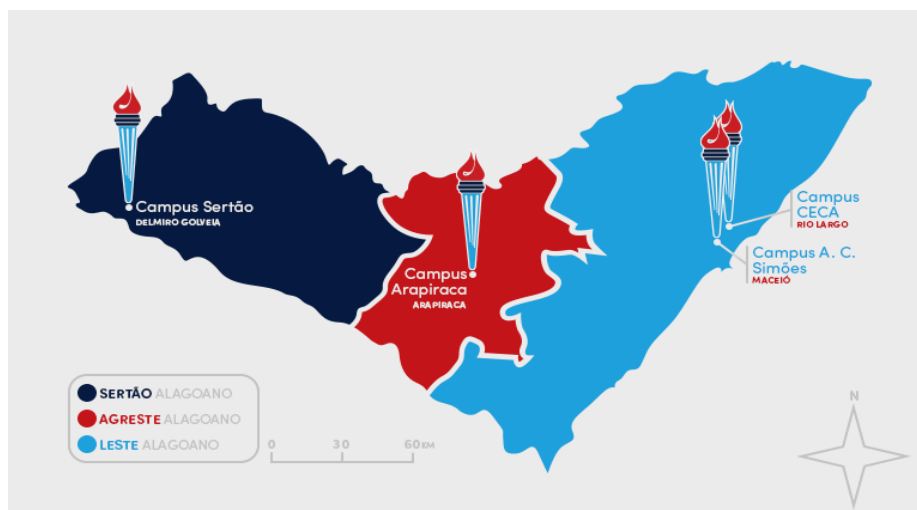 Campus Sertão
DELMIRO GOLVEIA
Campus
Arapiraca
ARAPIRACA
Campus
CECA
RIO LARGO
Campus A. C.
Simões
MACEIÓ
SERTÃO ALAGOANO
AGRESTE ALAGOANO
LESTE ALAGOANO
0 30 60EM
N